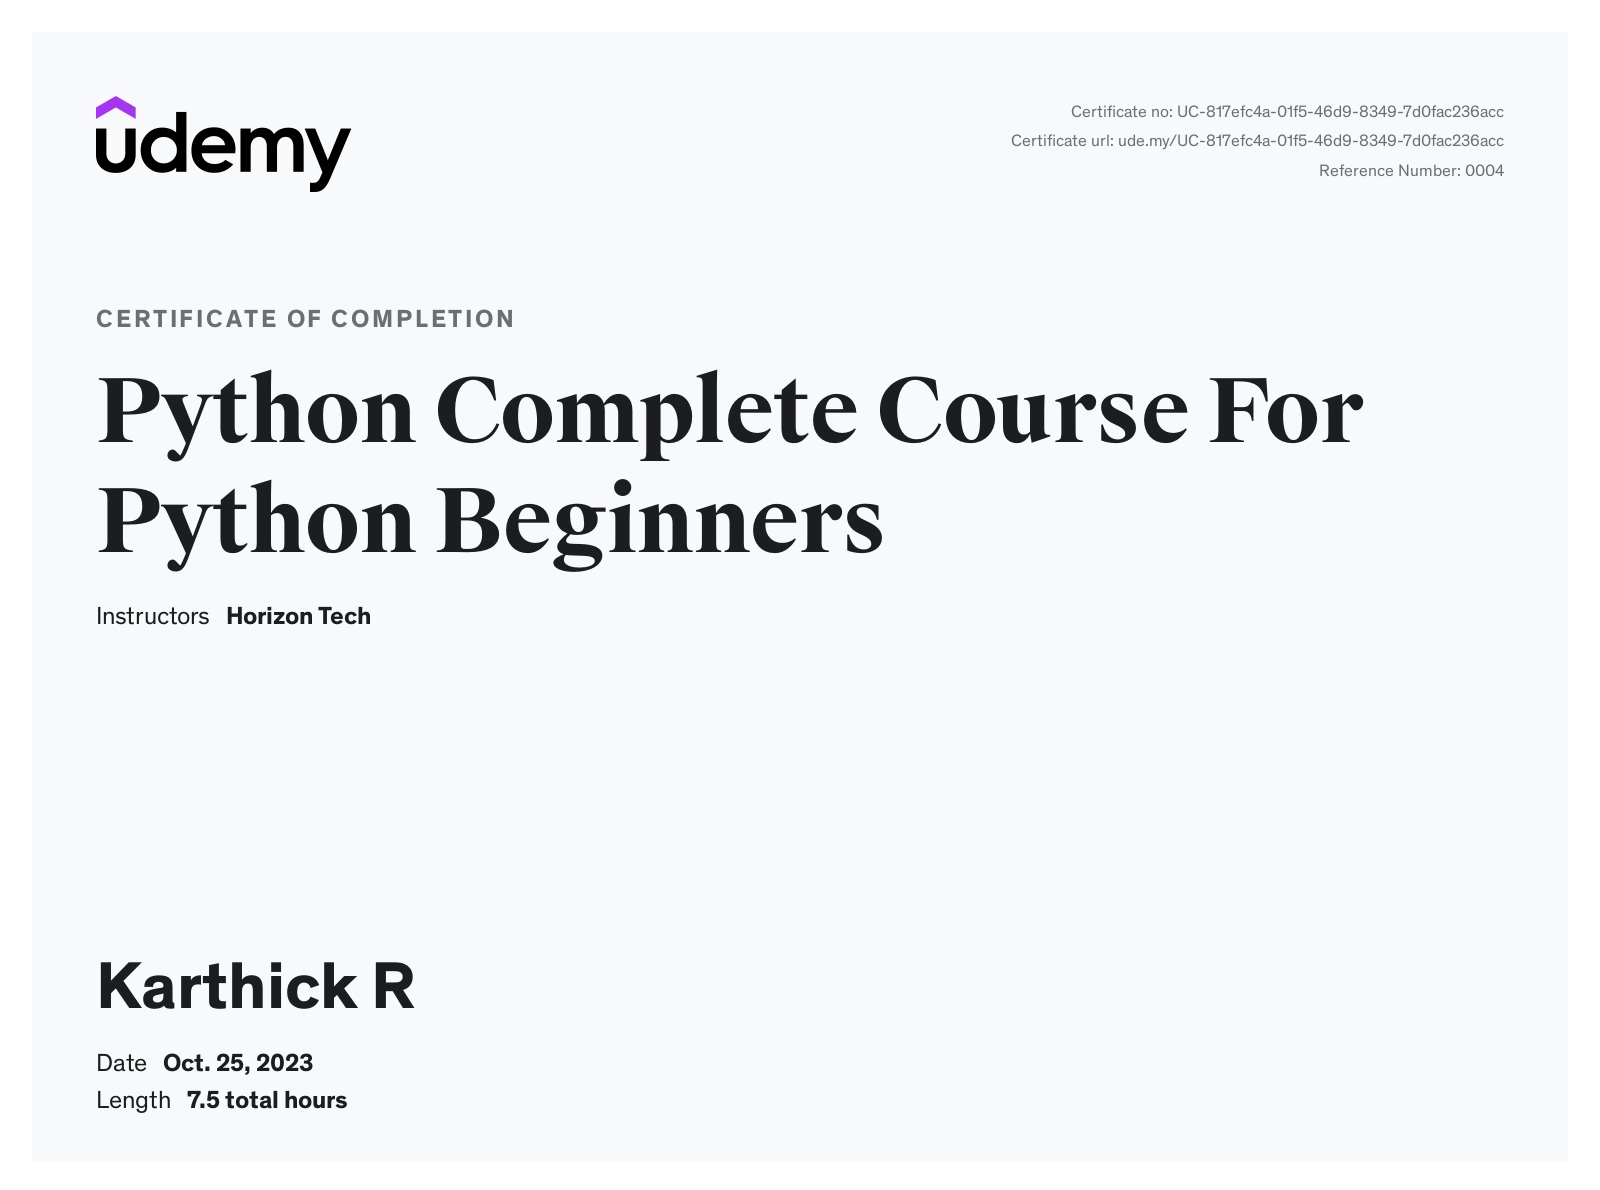 udemy
Certificate no: UC-817efc4a-01f5-46d9-8349-7d0fac236acc
Certificate url: ude.my/UC-817efc4a-01f5-46d9-8349-7d0fac236acc
Reference Number: 0004
CERTIFICATE OF COMPLETION
Python Complete Course For
Python Beginners
Instructors Horizon Tech
Karthick R
Date Oct. 25, 2023
Length 7.5 total hours